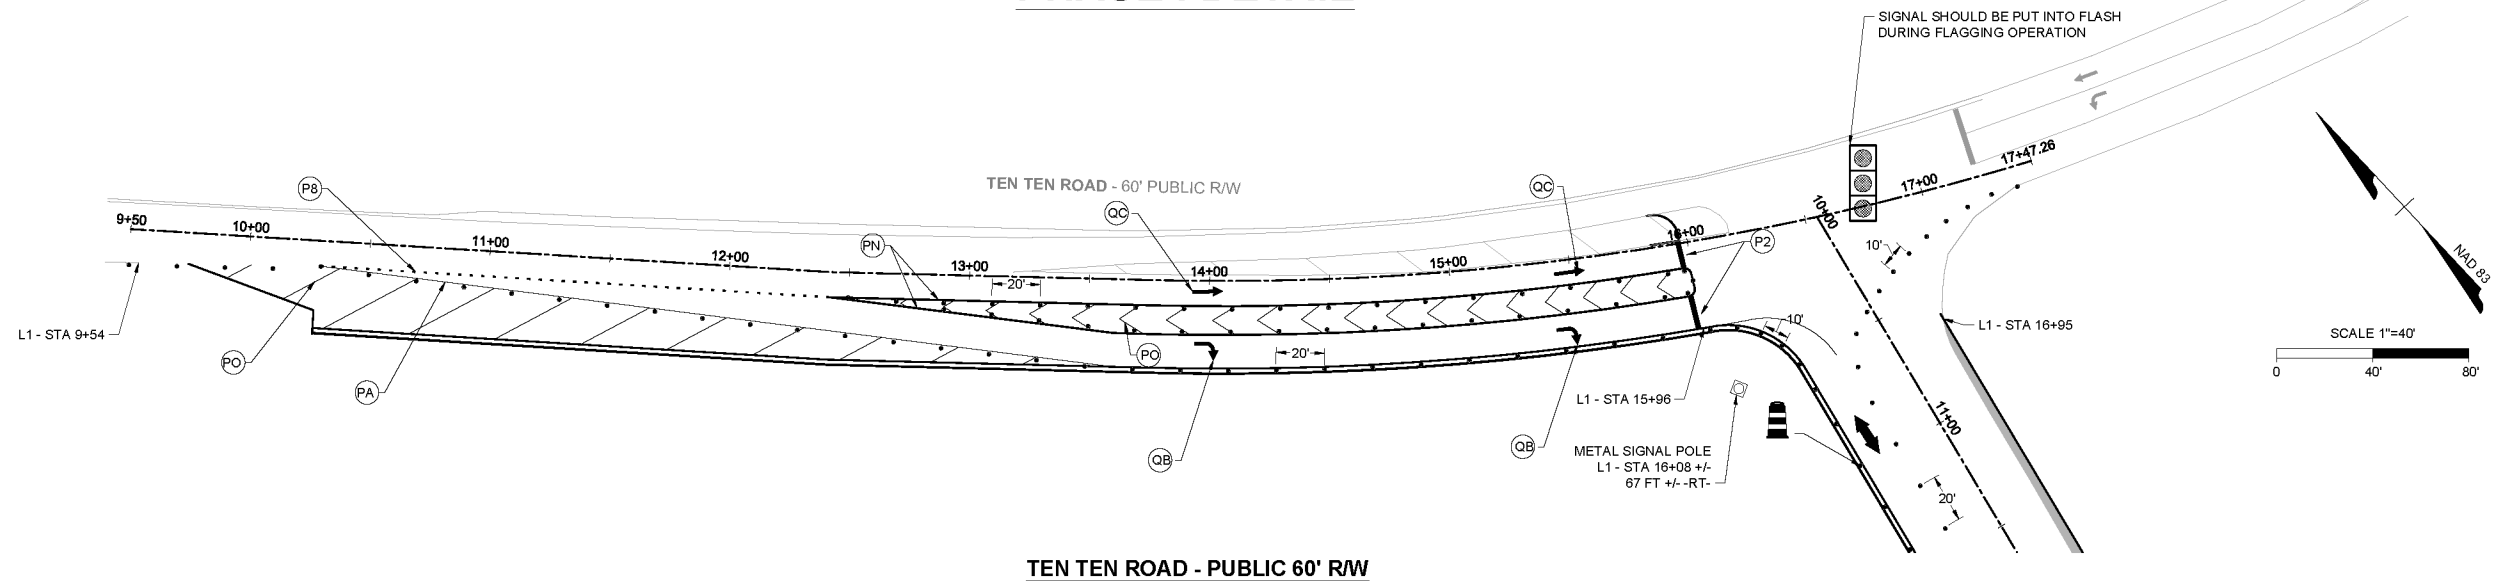 SIGNAL SHOULD BE PUT INTO FLASH
DURING FLAGGING OPERATION
TEN TEN ROAD - 60' PUBLIC R/W
P8
QC
QC
PN
P2
9+50
10+00
11+00
12+00
13+00
14+00
15+00
16+00
10+00
17+00
17+47.26
20'
10'
NAD 83
L1 - STA 9+54
PO
PA
PO
20'
10'
L1 - STA 16+95
SCALE 1"=40'
0
40'
80'
L1 - STA 15+96
QB
QB
METAL SIGNAL POLE
L1 - STA 16+08 +/-
67 FT +/- -RT-
11+00
20'
TEN TEN ROAD - PUBLIC 60' R/W